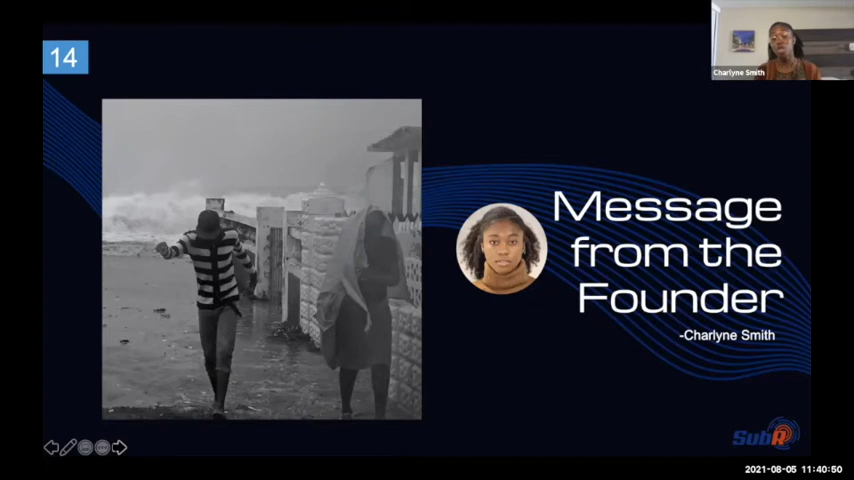 14
Charlyne Smith
Message
from the
Founder
-Charlyne Smith
SubR
2021-08-05 11:40:50